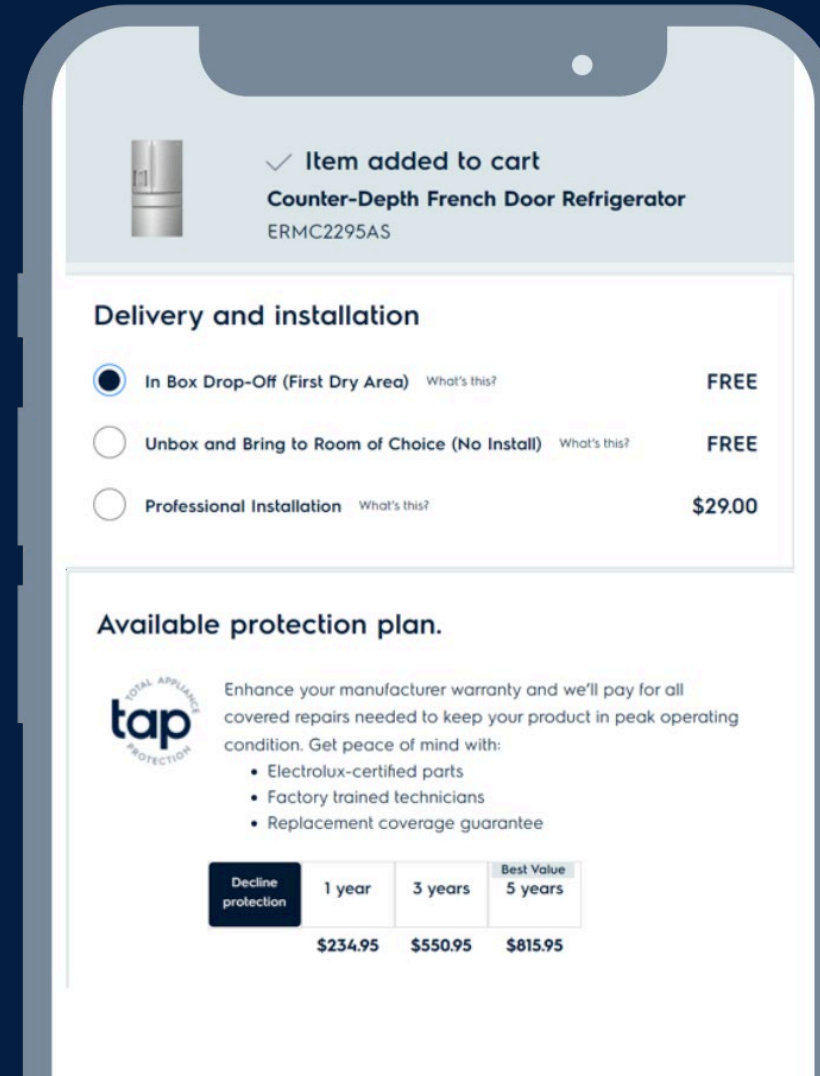 Item added to cart
Counter-Depth French Door Refrigerator
ERMC2295AS
Delivery and installation
In Box Drop-Off (First Dry Area) What's this? FREE
Unbox and Bring to Room of Choice (No Install) What's this? FREE
Professional Installation What's this? $29.00
Available protection plan.
TOTAL APPLIANCE
tap
PROTECTION
Enhance your manufacturer warranty and we'll pay for all
covered repairs needed to keep your product in peak operating
condition. Get peace of mind with:
• Electrolux-certified parts
• Factory trained technicians
• Replacement coverage guarantee
Decline
protection
1 year
3 years
Best Value
5 years
$234.95 $550.95 $815.95